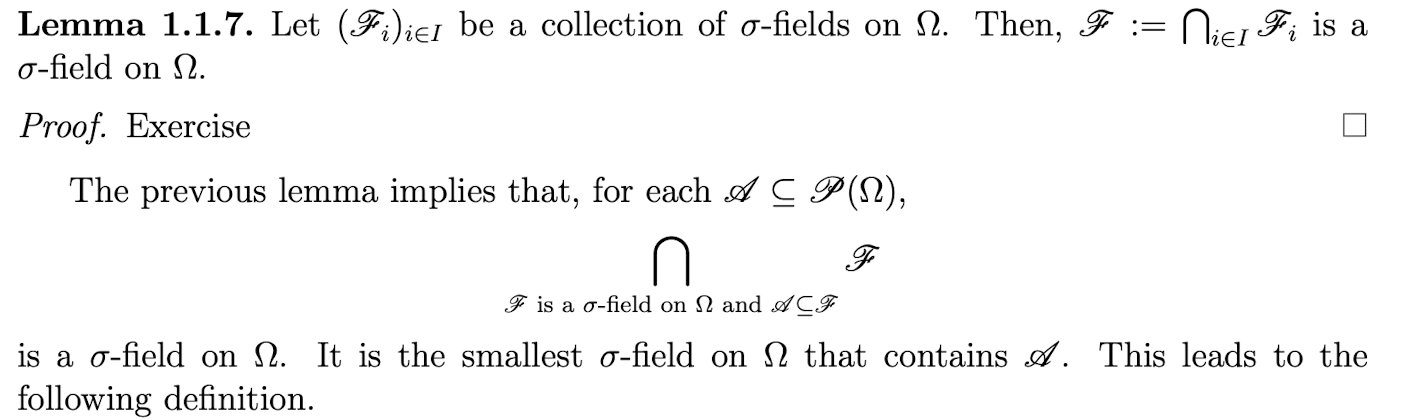 Lemma 1.1.7. Let (ℱᵢ)ᵢ∈I be a collection of σ-fields on Ω. Then, ℱ := ⋂ᵢ∈I ℱᵢ is a
σ-field on Ω.
Proof. Exercise □
The previous lemma implies that, for each 𝒜 ⊆ 𝒫(Ω),
⋂ ℱ
ℱ is a σ-field on Ω and 𝒜⊆ℱ
is a σ-field on Ω. It is the smallest σ-field on Ω that contains 𝒜. This leads to the
following definition.